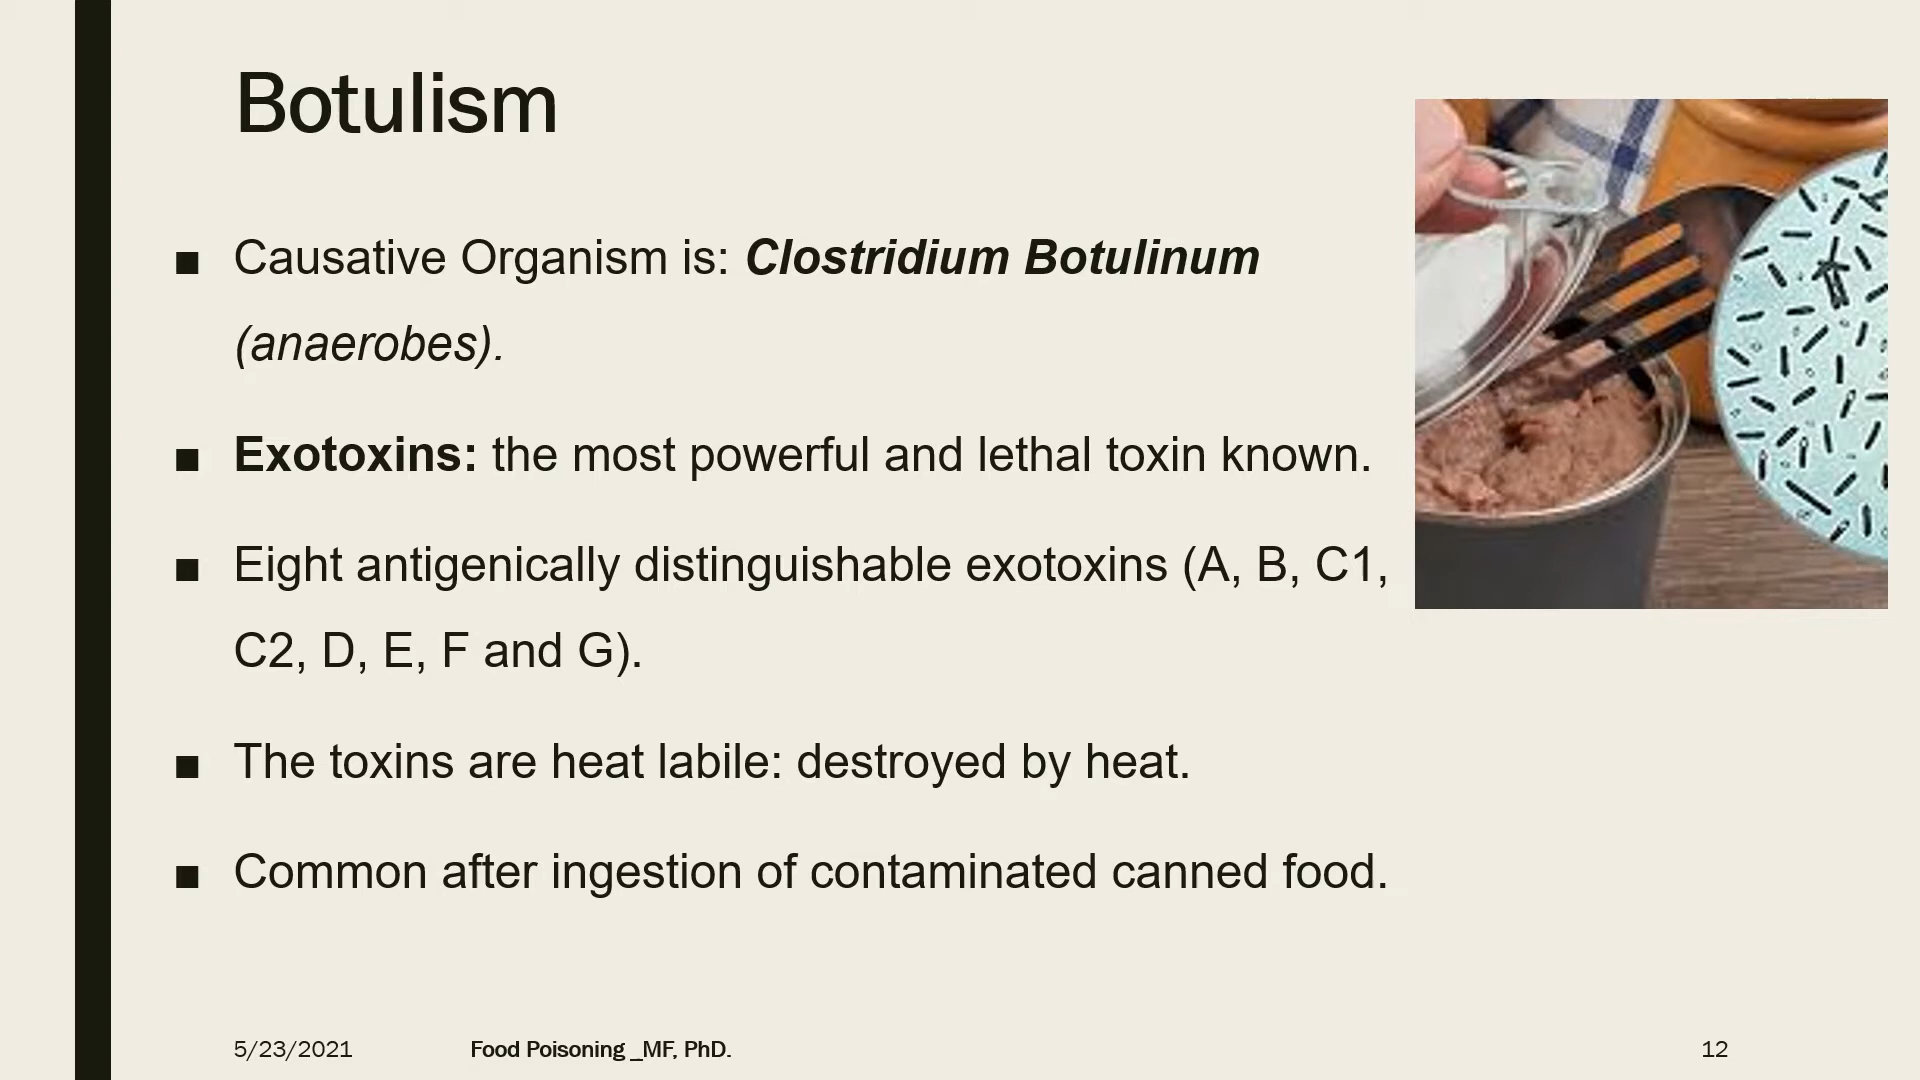 Botulism
■ Causative Organism is: Clostridium Botulinum
(anaerobes).
■ Exotoxins: the most powerful and lethal toxin known.
■ Eight antigenically distinguishable exotoxins (A, B, C1,
C2, D, E, F and G).
■ The toxins are heat labile: destroyed by heat.
■ Common after ingestion of contaminated canned food.
5/23/2021 Food Poisoning _MF, PhD. 12